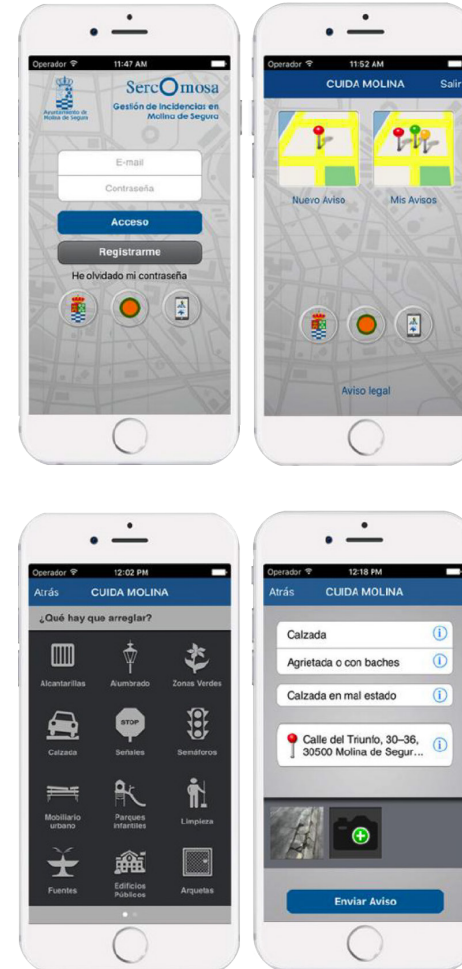 Operador 11:47 AM
Ayuntamiento de
Molina de Segura
SercOmosa
Gestión de Incidencias en
Molina de Segura
E-mail
Contraseña
Acceso
Registrarme
He olvidado mi contraseña
Operador 11:52 AM
CUIDA MOLINA Salir
Nuevo Aviso Mis Avisos
Aviso legal
Operador 12:02 PM
Atrás CUIDA MOLINA
¿Qué hay que arreglar?
Alcantarillas Alumbrado Zonas Verdes
STOP
Calzada Señales Semáforos
Mobiliario
urbano
Parques
infantiles
Limpieza
Fuentes
Edificios
Públicos
Arquetas
Operador 12:18 PM
Atrás CUIDA MOLINA
Calzada
Agrietada o con baches
Calzada en mal estado
Calle del Triunfo, 30–36,
30500 Molina de Segur...
Enviar Aviso